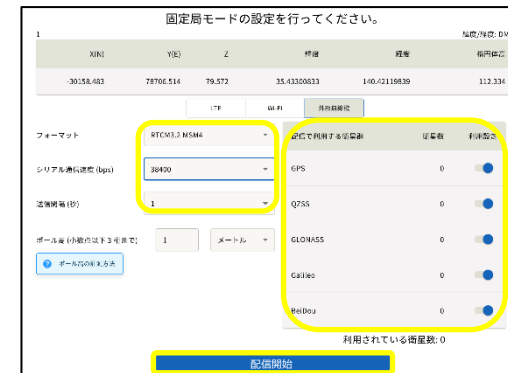 固定局モードの設定を行ってください。
1 緯度/経度: DM
X(N) Y(E) Z 緯度 経度 楕円体高
-30158.483 78706.514 79.572 35.43300833 140.42119839 112.334
LTE Wi-Fi 外部無線機
フォーマット RTCM3.2 MSM4
配信で利用する衛星群 衛星数 利用設定
シリアル通信速度 (bps) 38400
GPS 0
送信間隔 (秒) 1
QZSS 0
ポール高 (小数点以下3桁まで) 1 メートル
GLONASS 0
ポール高の計測方法
Galileo 0
BeiDou 0
利用されている衛星数: 0
配信開始